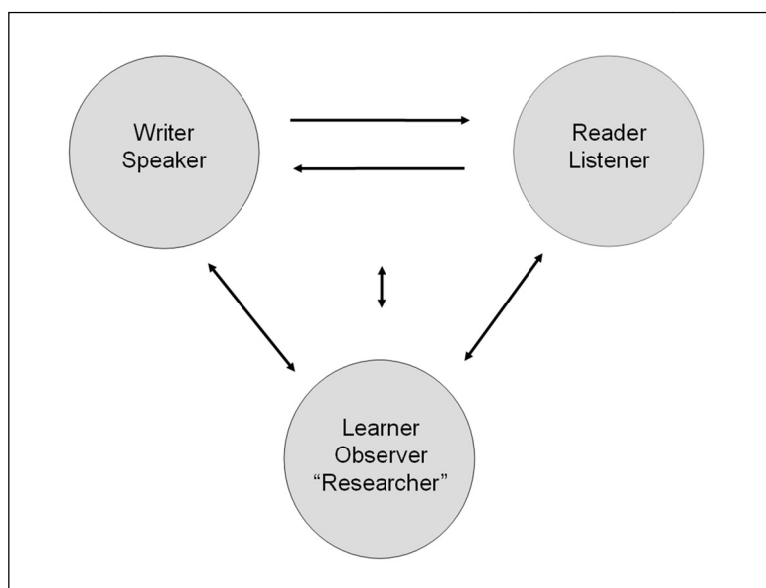 Writer
Speaker
Reader
Listener
Learner
Observer
“Researcher”